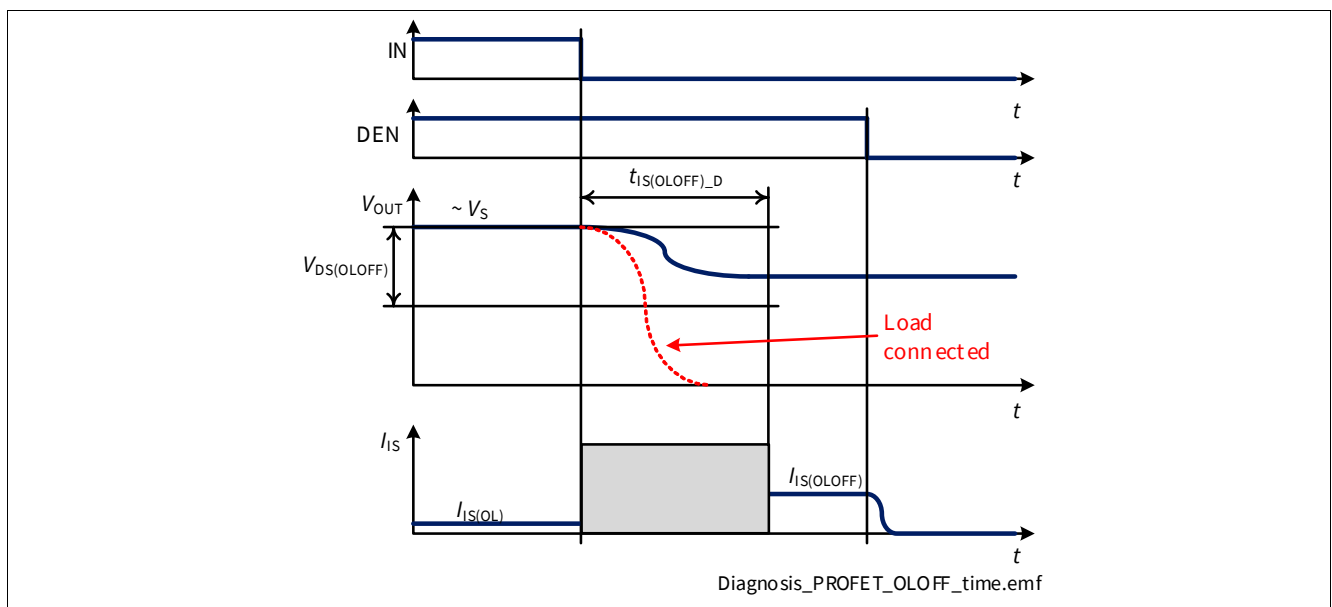 IN
t
DEN
t
tIS(OLOFF)_D
VOUT
~ VS
VDS(OLOFF)
Load
connected
t
IIS
IIS(OLOFF)
IIS(OL)
t
Diagnosis_PROFET_OLOFF_time.emf